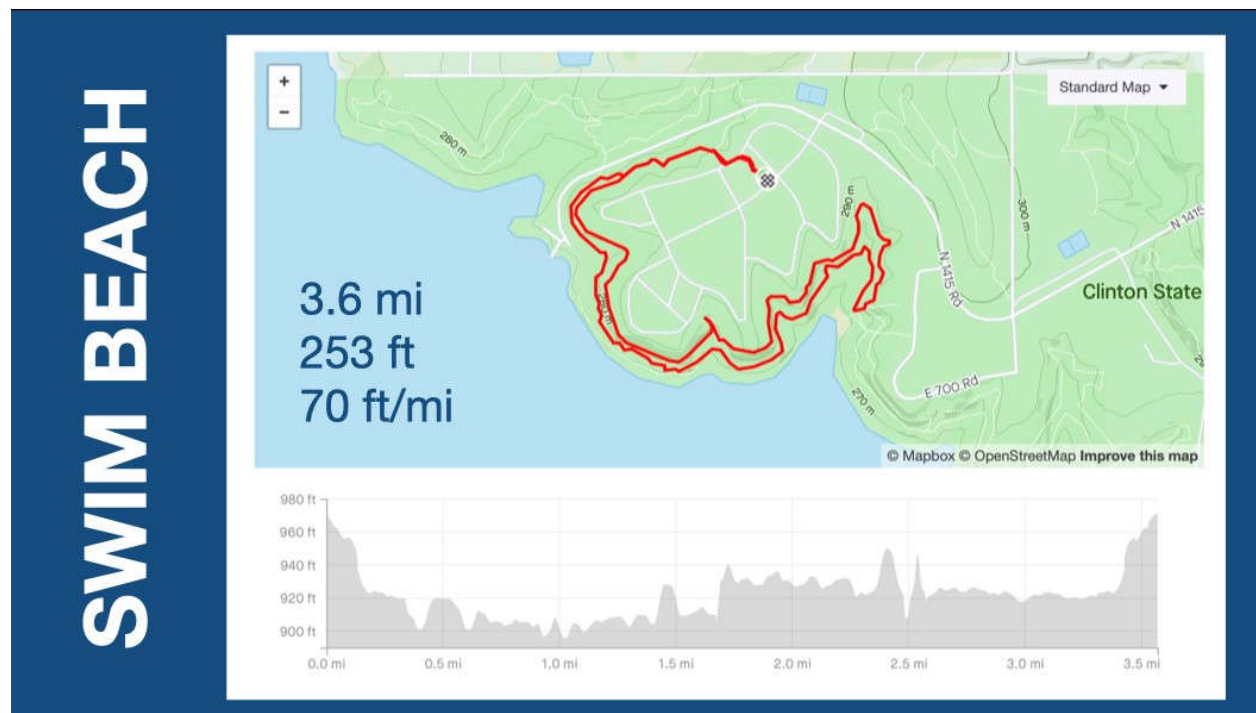 SWIM BEACH
+
−
Standard Map
280 m
290 m
E
300 m
N 1415 Rd
N 1415
Clinton State
3.6 mi
253 ft
70 ft/mi
280 m
E 700 Rd
270 m
© Mapbox © OpenStreetMap Improve this map
980 ft
960 ft
940 ft
920 ft
900 ft
0.0 mi
0.5 mi
1.0 mi
1.5 mi
2.0 mi
2.5 mi
3.0 mi
3.5 mi